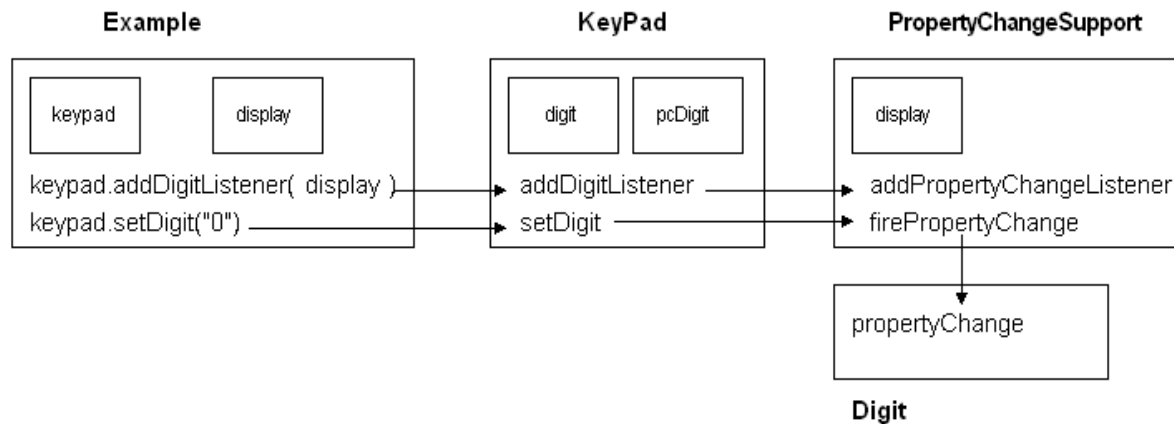 Example
KeyPad
PropertyChangeSupport
keypad
display
digit
pcDigit
display
keypad.addDigitListener( display )
addDigitListener
addPropertyChangeListener
keypad.setDigit("0")
setDigit
firePropertyChange
propertyChange
Digit